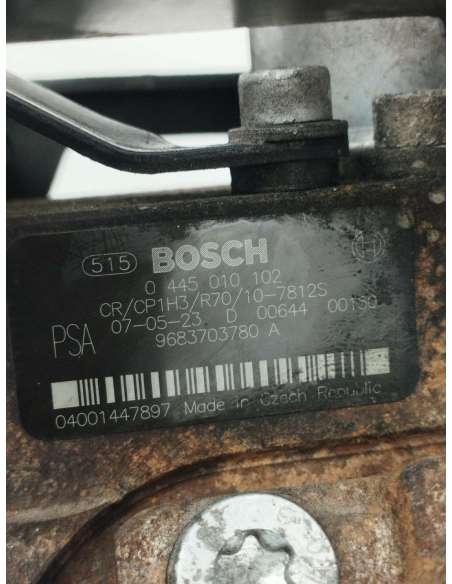 515 BOSCH
0 445 010 102
CR/CP1H3/R70/10-7812S
PSA 07-05-23 D 00644 00130
9683703780 A
04001447897 Made in Czech Republic